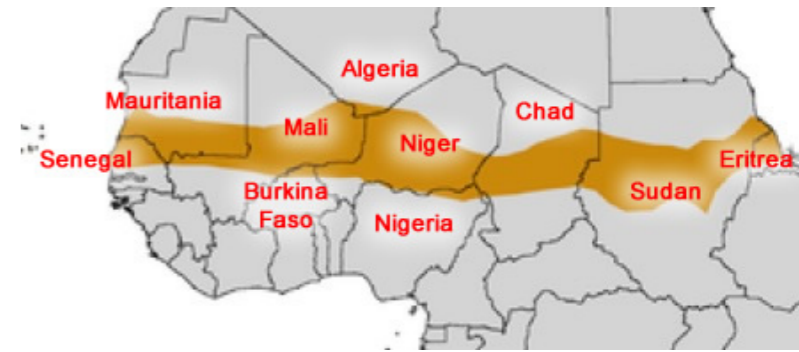 Algeria
Mauritania
Chad
Mali
Niger
Senegal
Eritrea
Burkina
Faso
Sudan
Nigeria